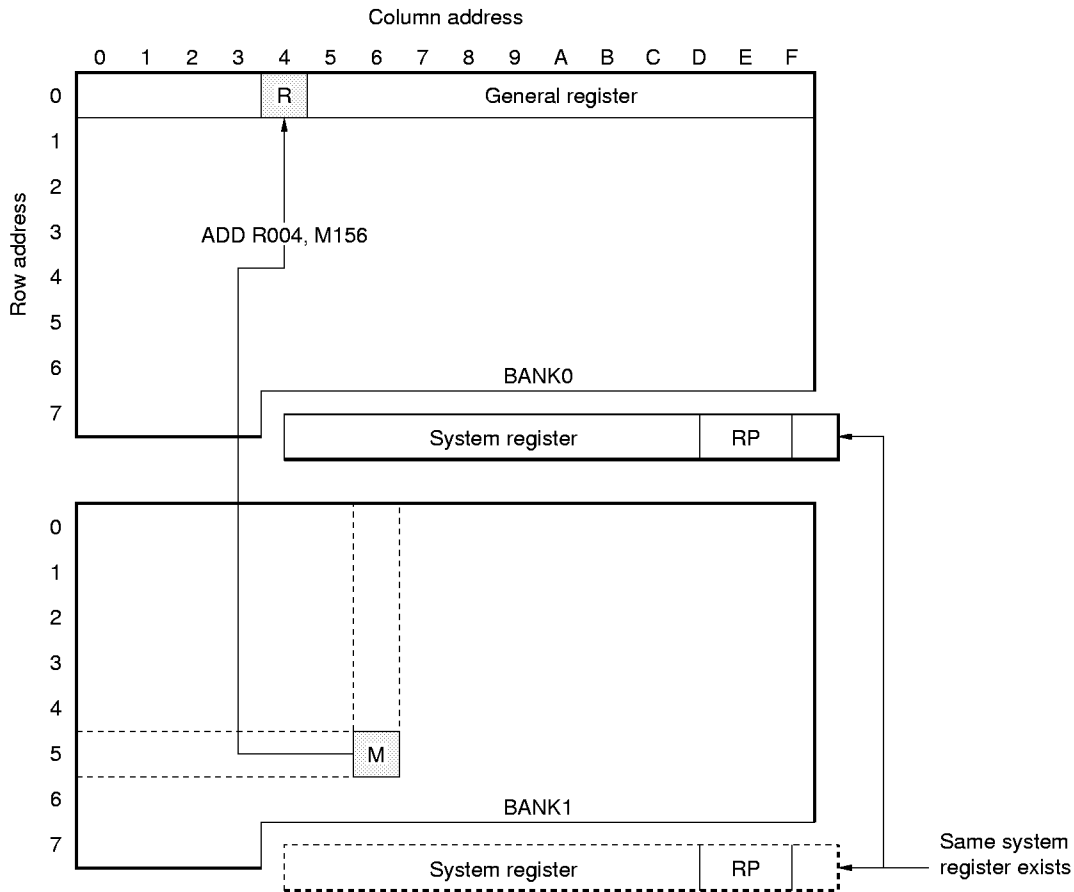 Column address
0 1 2 3 4 5 6 7 8 9 A B C D E F
Row address
0 R General register
1
2
3 ADD R004, M156
4
5
6 BANK0
7 System register RP
0
1
2
3
4
5 M
6 BANK1
7 System register RP
Same system
register exists